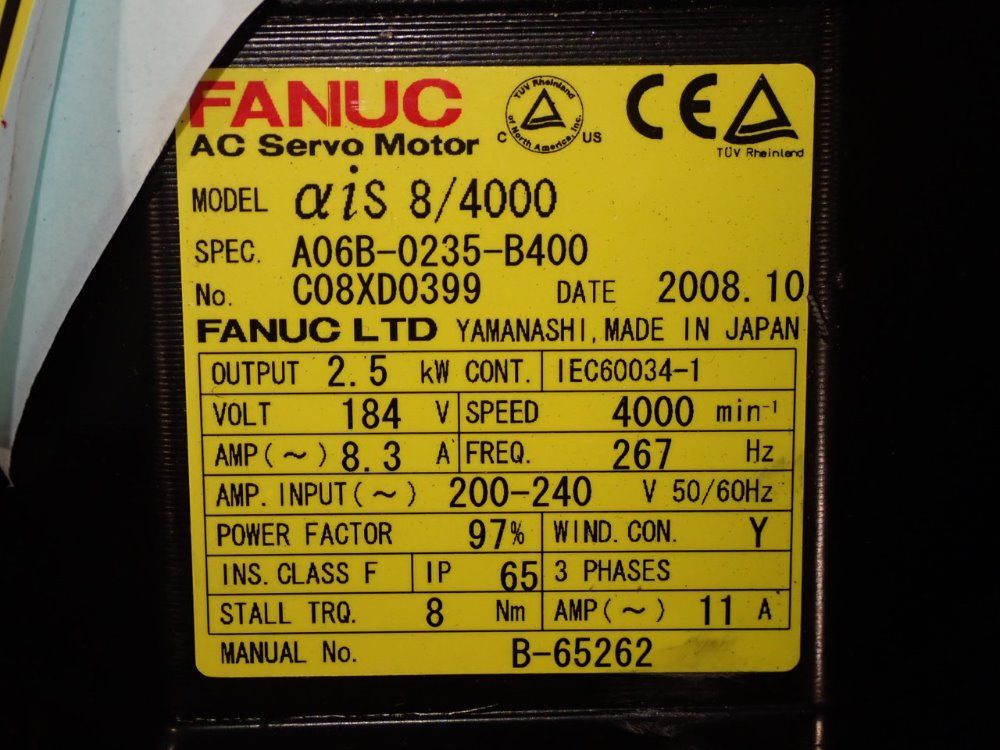 FANUC
AC Servo Motor
TÜV Rheinland of North America, Inc.
C US
CE
TÜV Rheinland
MODEL αiS 8/4000
SPEC. A06B-0235-B400
No. C08XD0399 DATE 2008.10
FANUC LTD YAMANASHI, MADE IN JAPAN
OUTPUT 2.5 kW CONT. IEC60034-1
VOLT 184 V SPEED 4000 min⁻¹
AMP(~) 8.3 A FREQ. 267 Hz
AMP. INPUT(~) 200-240 V 50/60Hz
POWER FACTOR 97% WIND. CON. Y
INS. CLASS F IP 65 3 PHASES
STALL TRQ. 8 Nm AMP(~) 11 A
MANUAL No. B-65262